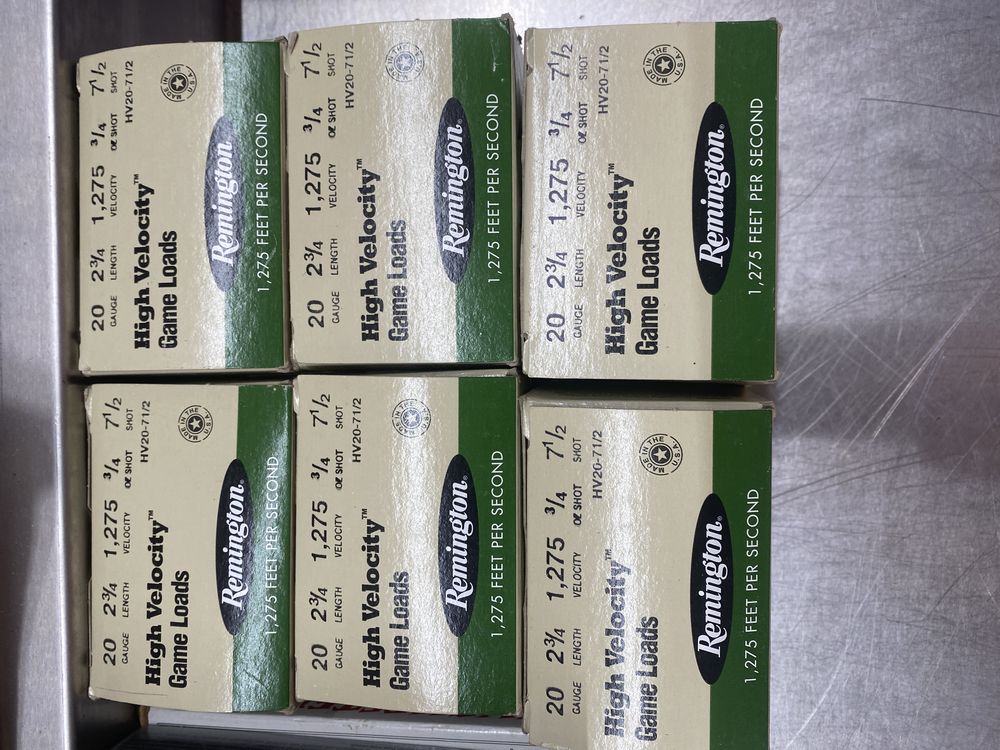 20 2¾ 1,275 ¾ 7½
GAUGE LENGTH VELOCITY OZ SHOT SHOT
HV20-71/2
High Velocity™
Game Loads
MADE IN THE U.S.A.
Remington®
1,275 FEET PER SECOND
20 2¾ 1,275 ¾ 7½
GAUGE LENGTH VELOCITY OZ SHOT SHOT
HV20-71/2
High Velocity™
Game Loads
MADE IN THE U.S.A.
Remington®
1,275 FEET PER SECOND
20 2¾ 1,275 ¾ 7½
GAUGE LENGTH VELOCITY OZ SHOT SHOT
HV20-71/2
High Velocity™
Game Loads
MADE IN THE U.S.A.
Remington®
1,275 FEET PER SECOND
20 2¾ 1,275 ¾ 7½
GAUGE LENGTH VELOCITY OZ SHOT SHOT
HV20-71/2
High Velocity™
Game Loads
MADE IN THE U.S.A.
Remington®
1,275 FEET PER SECOND
20 2¾ 1,275 ¾ 7½
GAUGE LENGTH VELOCITY OZ SHOT SHOT
HV20-71/2
High Velocity™
Game Loads
MADE IN THE U.S.A.
Remington®
1,275 FEET PER SECOND
20 2¾ 1,275 ¾ 7½
GAUGE LENGTH VELOCITY OZ SHOT SHOT
HV20-71/2
High Velocity™
Game Loads
MADE IN THE U.S.A.
Remington®
1,275 FEET PER SECOND